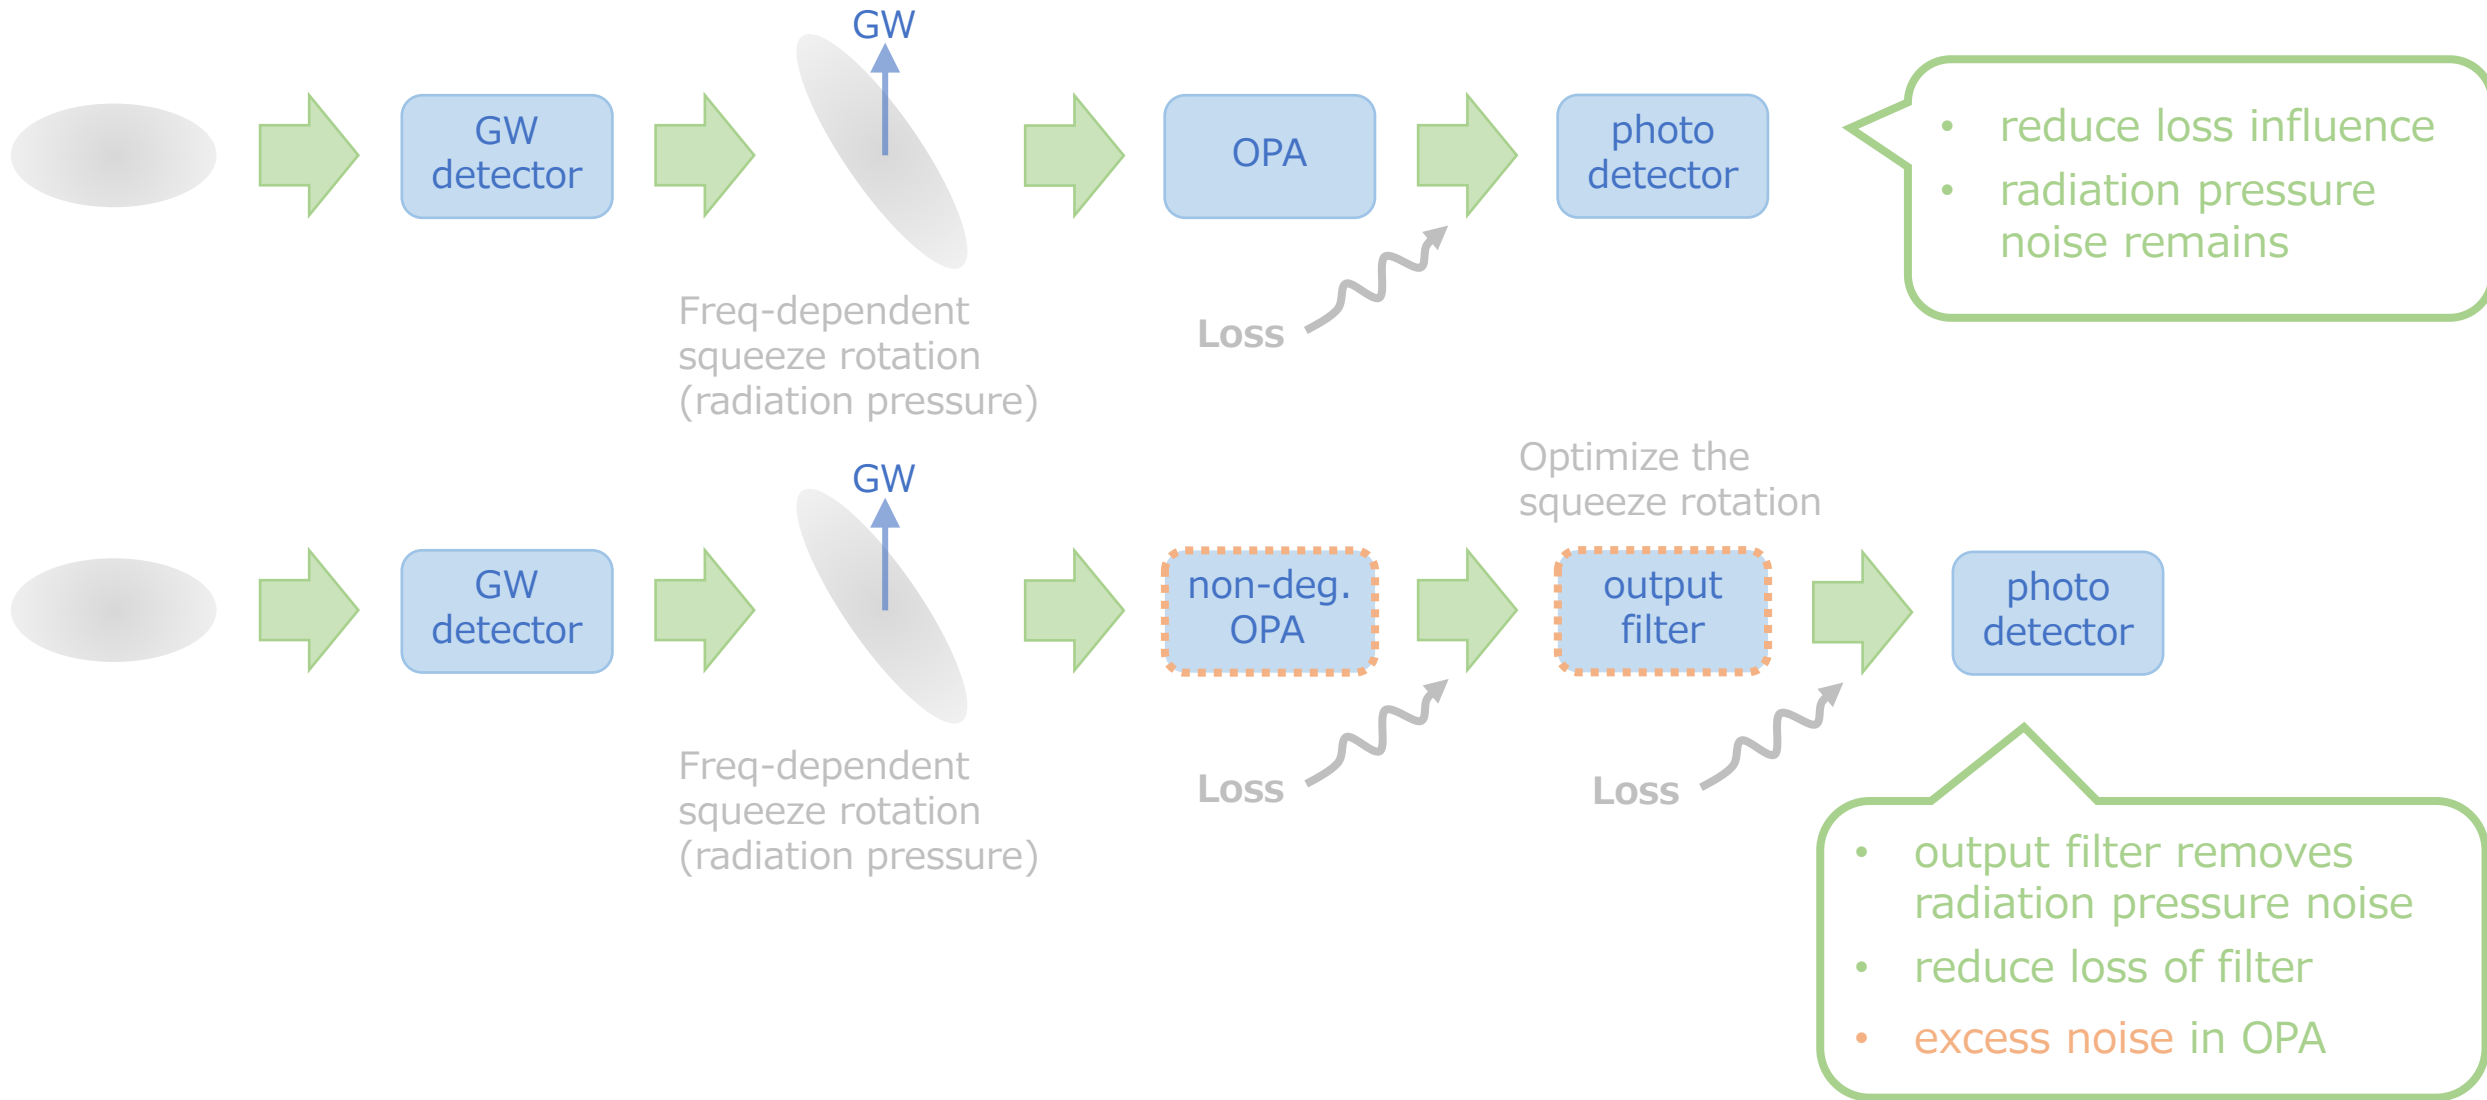 GW
GW
detector
OPA
photo
detector
• reduce loss influence
• radiation pressure
noise remains
Freq-dependent
squeeze rotation
(radiation pressure)
Loss
GW
Optimize the
squeeze rotation
GW
detector
non-deg.
OPA
output
filter
photo
detector
Freq-dependent
squeeze rotation
(radiation pressure)
Loss
Loss
• output filter removes
radiation pressure noise
• reduce loss of filter
• excess noise in OPA